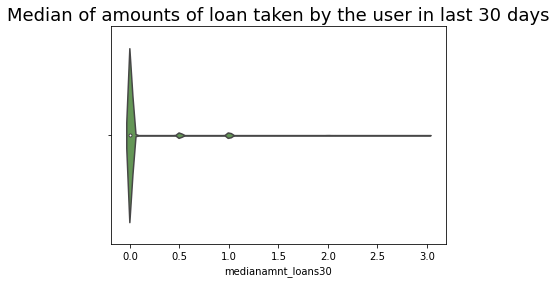 Median of amounts of loan taken by the user in last 30 days
0.0 0.5 1.0 1.5 2.0 2.5 3.0
medianamnt_loans30